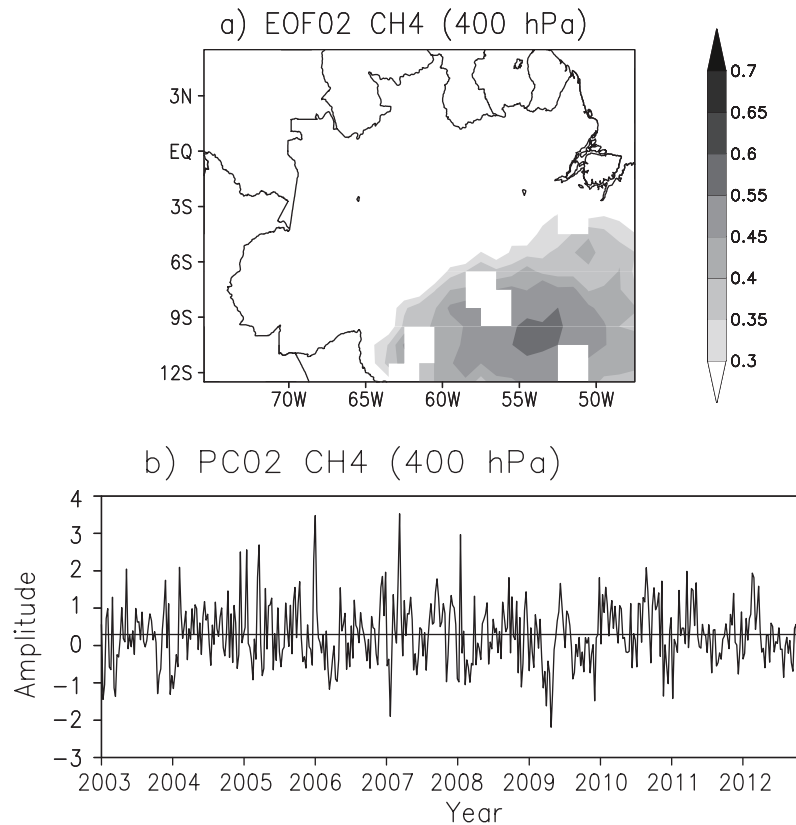 a) EOF02 CH4 (400 hPa)
3N
EQ
3S
6S
9S
12S
70W 65W 60W 55W 50W
0.7
0.65
0.6
0.55
0.45
0.4
0.35
0.3
b) PC02 CH4 (400 hPa)
Amplitude
4
3
2
1
0
-1
-2
-3
2003 2004 2005 2006 2007 2008 2009 2010 2011 2012
Year